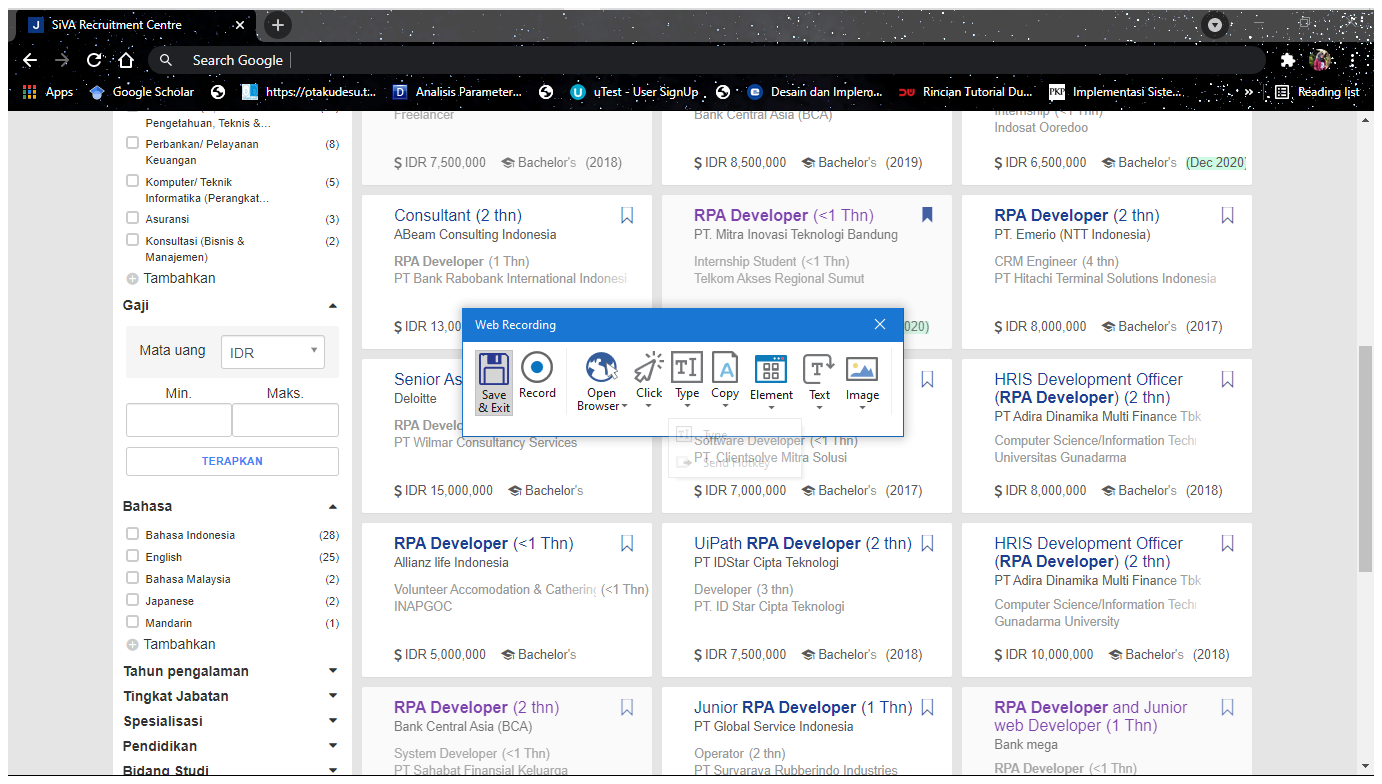 SiVA Recruitment Centre
Search Google
Apps
Google Scholar
https://otakudesu.t...
Analisis Parameter...
uTest - User SignUp
Desain dan Implem...
Rincian Tutorial Du...
Implementasi Siste...
»
Reading list
Pengetahuan, Teknis &...
Perbankan/ Pelayanan Keuangan (8)
Komputer/ Teknik Informatika (Perangkat... (5)
Asuransi (3)
Konsultasi (Bisnis & Manajemen) (2)
Tambahkan
Gaji
Mata uang IDR
Min. Maks.
TERAPKAN
Bahasa
Bahasa Indonesia (28)
English (25)
Bahasa Malaysia (2)
Japanese (2)
Mandarin (1)
Tambahkan
Tahun pengalaman
Tingkat Jabatan
Spesialisasi
Pendidikan
Bidang Studi
Freelancer
$ IDR 7,500,000 Bachelor's (2018)
Bank Central Asia (BCA)
$ IDR 8,500,000 Bachelor's (2019)
Internship (<1 Thn)
Indosat Ooredoo
$ IDR 6,500,000 Bachelor's (Dec 2020)
Consultant (2 thn)
ABeam Consulting Indonesia
RPA Developer (1 Thn)
PT Bank Rabobank International Indonesi
$ IDR 13,00
RPA Developer (<1 Thn)
PT. Mitra Inovasi Teknologi Bandung
Internship Student (<1 Thn)
Telkom Akses Regional Sumut
020)
RPA Developer (2 thn)
PT. Emerio (NTT Indonesia)
CRM Engineer (4 thn)
PT Hitachi Terminal Solutions Indonesia
$ IDR 8,000,000 Bachelor's (2017)
Web Recording
Save & Exit
Record
Open Browser
Click
Type
Copy
Element
Text
Image
Type
Send Hotkey
Senior As
Deloitte
RPA Develo
PT Wilmar Consultancy Services
$ IDR 15,000,000 Bachelor's
Software Developer (<1 Thn)
PT. Clientsolve Mitra Solusi
$ IDR 7,000,000 Bachelor's (2017)
HRIS Development Officer
(RPA Developer) (2 thn)
PT Adira Dinamika Multi Finance Tbk
Computer Science/Information Techn
Universitas Gunadarma
$ IDR 8,000,000 Bachelor's (2018)
RPA Developer (<1 Thn)
Allianz life Indonesia
Volunteer Accomodation & Catherin (<1 Thn)
INAPGOC
$ IDR 5,000,000 Bachelor's
UiPath RPA Developer (2 thn)
PT IDStar Cipta Teknologi
Developer (3 thn)
PT. ID Star Cipta Teknologi
$ IDR 7,500,000 Bachelor's (2018)
HRIS Development Officer
(RPA Developer) (2 thn)
PT Adira Dinamika Multi Finance Tbk
Computer Science/Information Techn
Gunadarma University
$ IDR 10,000,000 Bachelor's (2018)
RPA Developer (2 thn)
Bank Central Asia (BCA)
System Developer (<1 Thn)
PT Sahabat Finansial Keluarga
Junior RPA Developer (1 Thn)
PT Global Service Indonesia
Operator (2 thn)
PT Suryaraya Rubberindo Industries
RPA Developer and Junior
web Developer (1 Thn)
Bank mega
RPA Developer (<1 Thn)